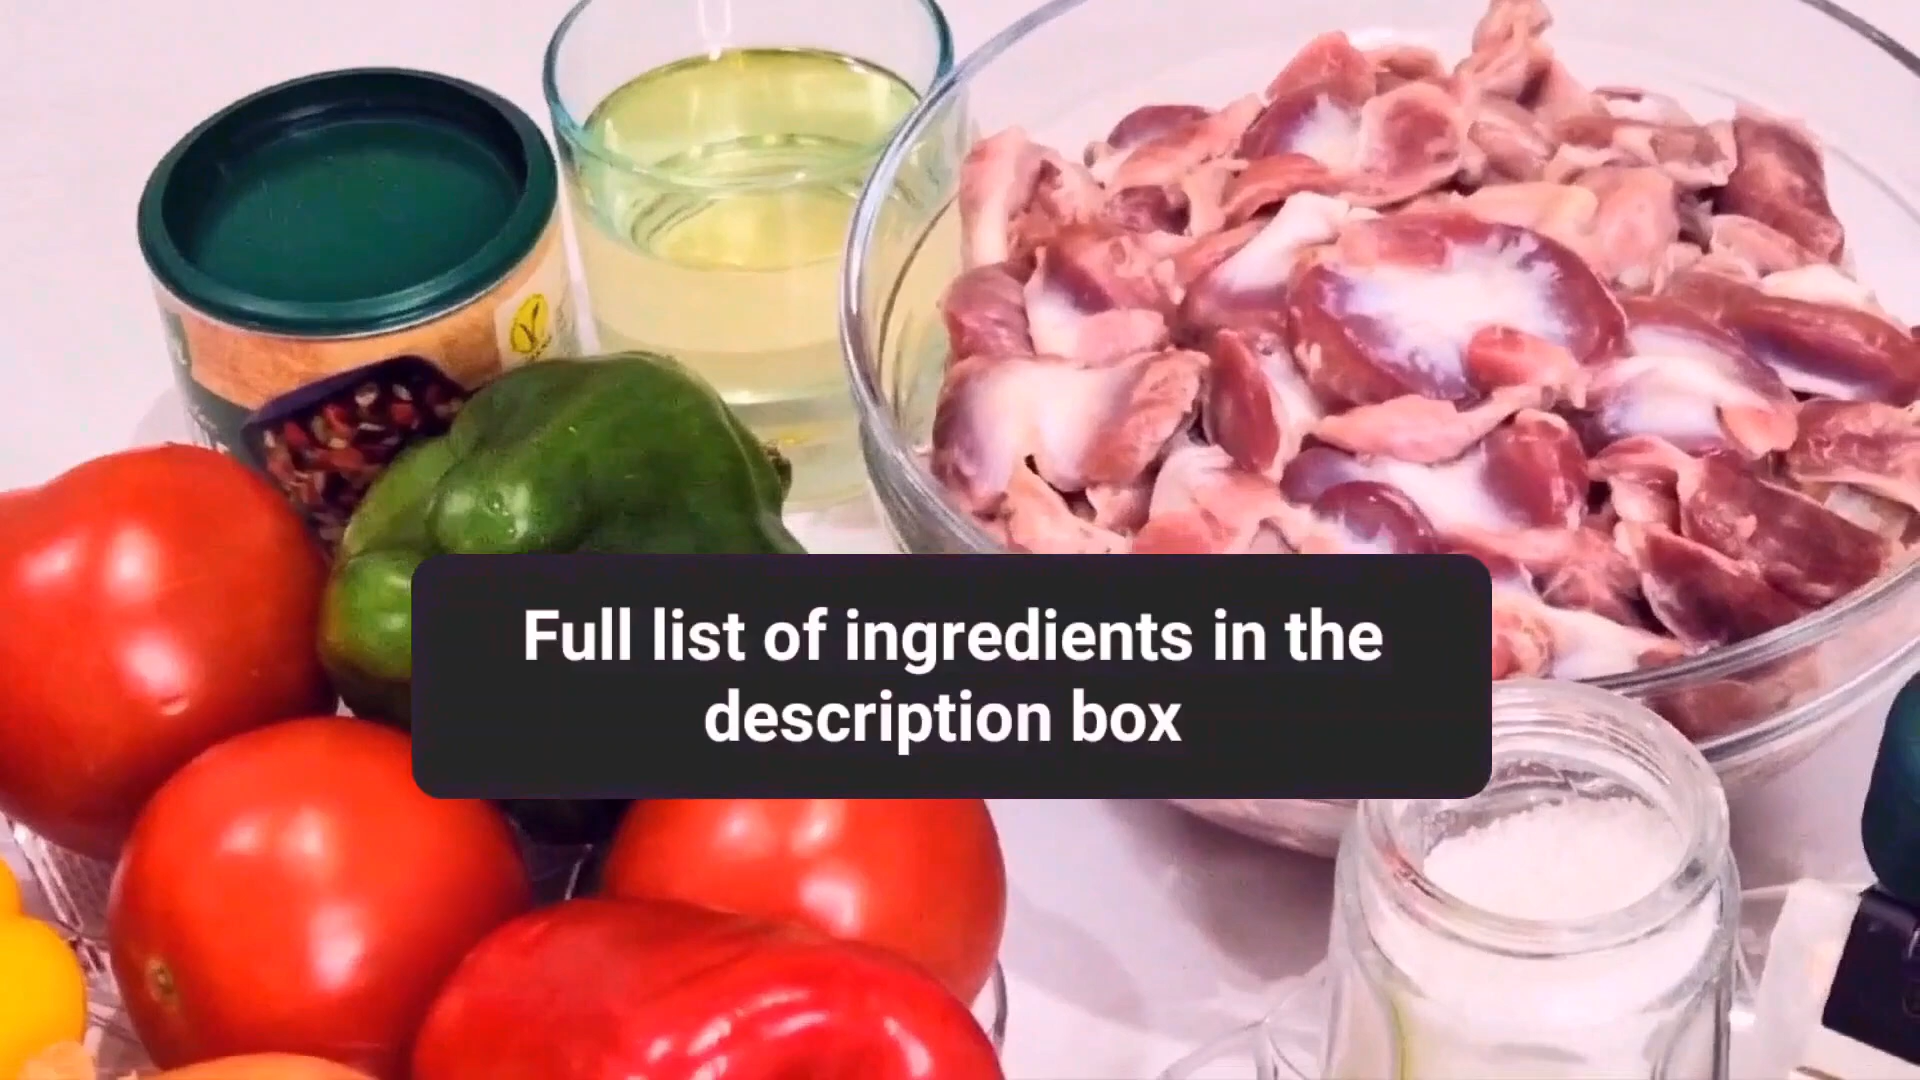 Full list of ingredients in the
description box